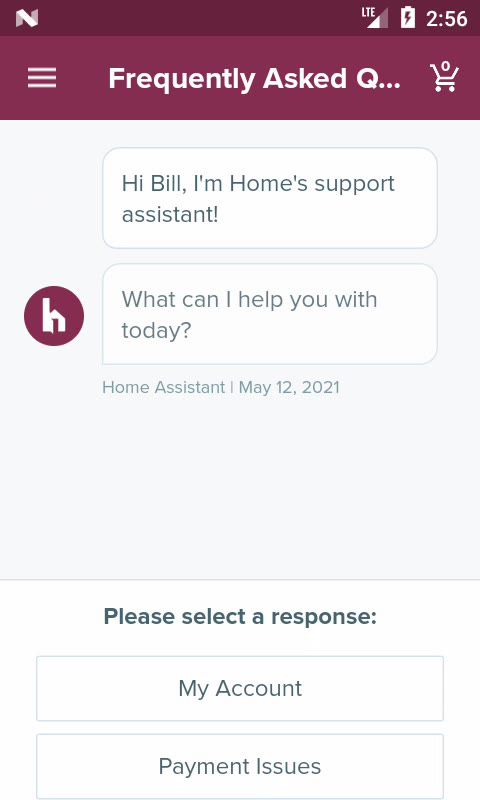 LTE
2:56
Frequently Asked Q...
0
Hi Bill, I'm Home's support
assistant!
What can I help you with
today?
Home Assistant | May 12, 2021
Please select a response:
My Account
Payment Issues